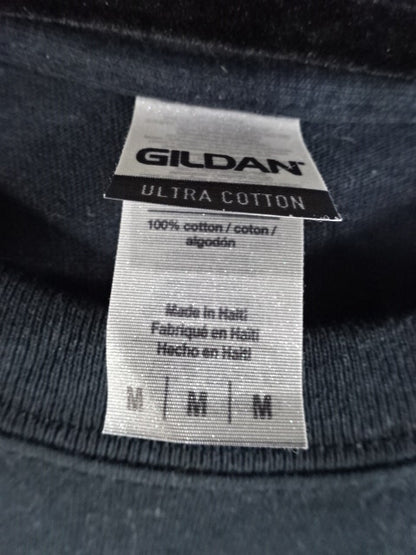 GILDAN
ULTRA COTTON
100% cotton / coton /
algodón
Made in Haiti
Fabriqué en Haïti
Hecho en Haití
M | M | M